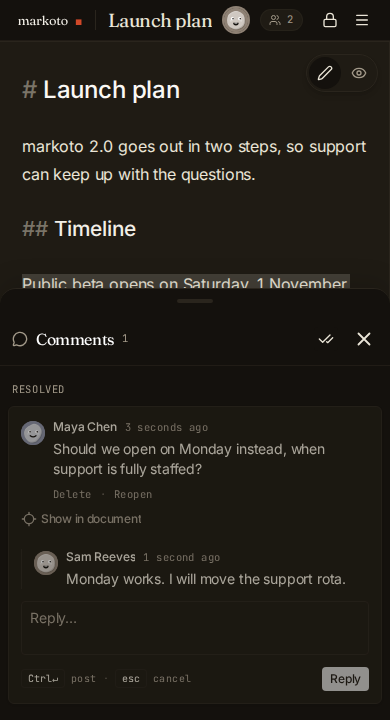 markoto
Launch plan
2
# Launch plan
markoto 2.0 goes out in two steps, so support
can keep up with the questions.
## Timeline
Public beta opens on Saturday, 1 November.
Comments 1
RESOLVED
Maya Chen 3 seconds ago
Should we open on Monday instead, when
support is fully staffed?
Delete · Reopen
Show in document
Sam Reeves 1 second ago
Monday works. I will move the support rota.
Reply…
Ctrl↵ post · esc cancel
Reply